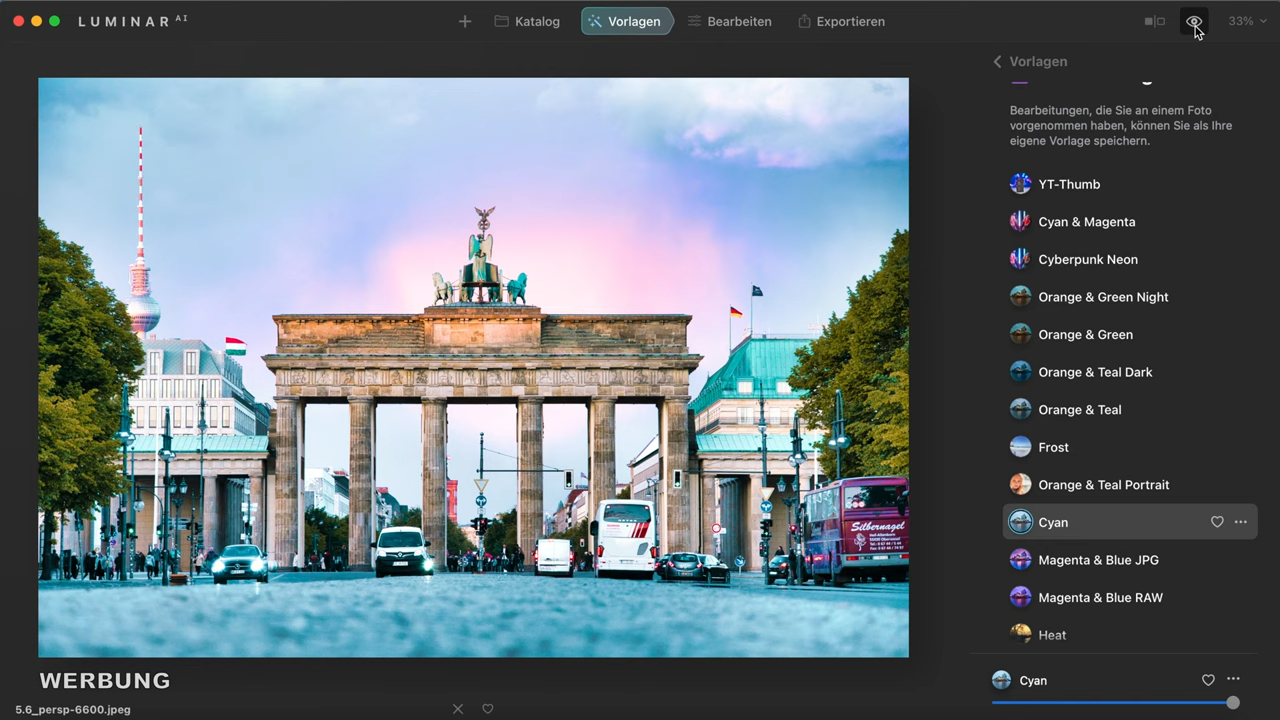 LUMINAR AI
Katalog
Vorlagen
Bearbeiten
Exportieren
33%
Vorlagen
Bearbeitungen, die Sie an einem Foto
vorgenommen haben, können Sie als Ihre
eigene Vorlage speichern.
YT-Thumb
Cyan & Magenta
Cyberpunk Neon
Orange & Green Night
Orange & Green
Orange & Teal Dark
Orange & Teal
Frost
Orange & Teal Portrait
Cyan
Magenta & Blue JPG
Magenta & Blue RAW
Heat
Cyan
Silbernagel
WERBUNG
5.6_persp-6600.jpeg